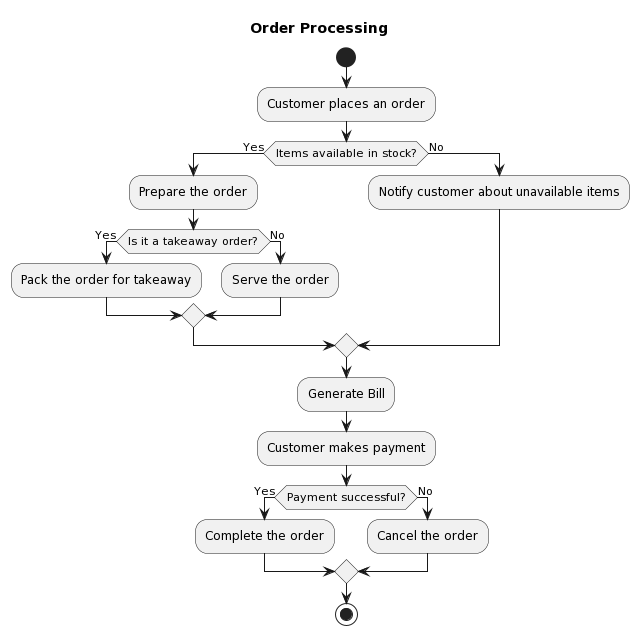 Order Processing
Customer places an order
Yes
Items available in stock?
No
Prepare the order
Notify customer about unavailable items
Yes
Is it a takeaway order?
No
Pack the order for takeaway
Serve the order
Generate Bill
Customer makes payment
Yes
Payment successful?
No
Complete the order
Cancel the order